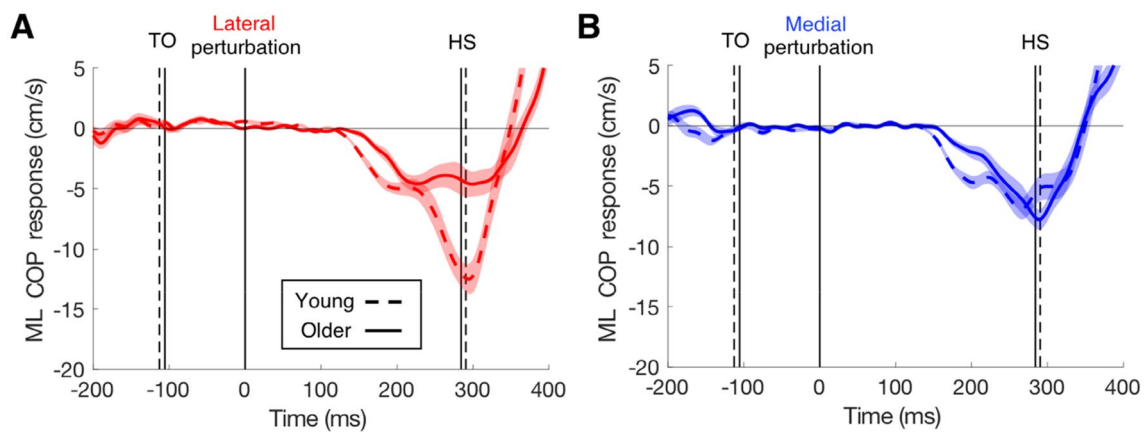 A
TO
Lateral
perturbation
HS
ML COP response (cm/s)
5
0
-5
-10
-15
-20
Young
Older
-200
-100
0
100
200
300
400
Time (ms)
B
TO
Medial
perturbation
HS
ML COP response (cm/s)
5
0
-5
-10
-15
-20
-200
-100
0
100
200
300
400
Time (ms)